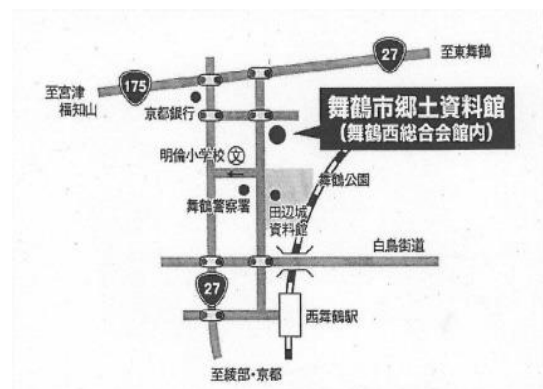 27
至東舞鶴
175
至宮津
福知山
京都銀行
舞鶴市郷土資料館
(舞鶴西総合会館内)
明倫小学校
文
舞鶴公園
舞鶴警察署
田辺城
資料館
白鳥街道
27
西舞鶴駅
至綾部・京都